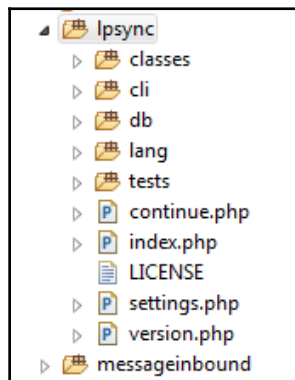 lpsync
classes
cli
db
lang
tests
continue.php
index.php
LICENSE
settings.php
version.php
messageinbound